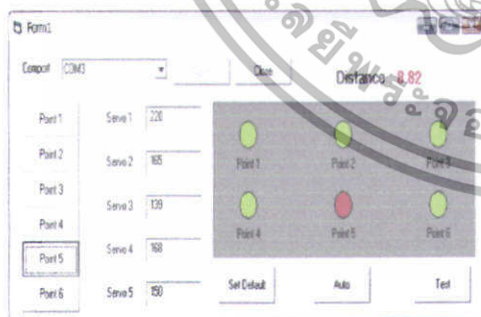 Form1
Comport COM3 Close Distance 8.82
Point 1 Servo 1 220
Point 2 Servo 2 165
Point 3 Servo 3 139
Point 4 Servo 4 168
Point 5 Servo 5 150
Point 6
Point 1 Point 2 Point 3
Point 4 Point 5 Point 6
Set Default Auto Test